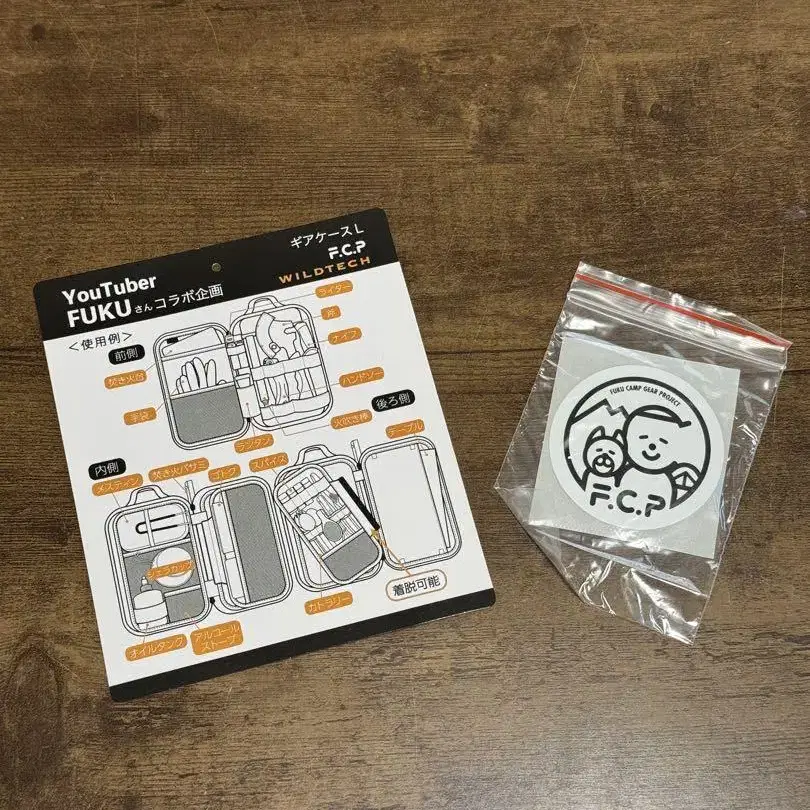 YouTuber
FUKUさんコラボ企画
ギアケースL
F.C.P
WILDTECH
<使用例>
前側
焚き火台
手袋
ライター
斧
ナイフ
ハンドソー
火吹き棒
ランタン
後ろ側
内側
メスティン
焚き火バサミ
ゴトク
スパイス
テーブル
シェラカップ
オイルタンク
アルコール
ストーブ
カトラリー
着脱可能
FUKU CAMP GEAR PROJECT
F.C.P